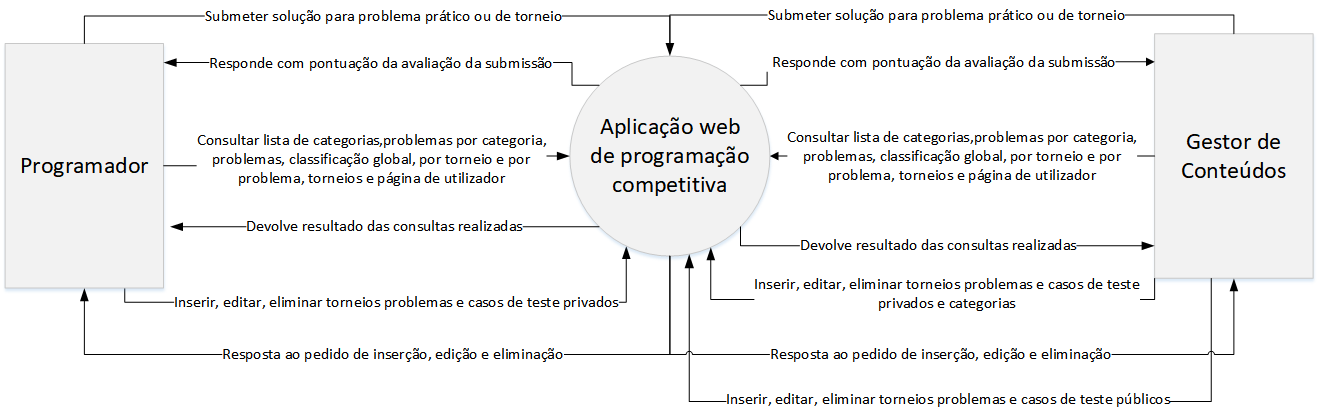 Submeter solução para problema prático ou de torneio
Submeter solução para problema prático ou de torneio
Responde com pontuação da avaliação da submissão
Responde com pontuação da avaliação da submissão
Programador
Consultar lista de categorias,problemas por categoria,
problemas, classificação global, por torneio e por
problema, torneios e página de utilizador
Aplicação web
de programação
competitiva
Consultar lista de categorias,problemas por categoria,
problemas, classificação global, por torneio e por
problema, torneios e página de utilizador
Gestor de
Conteúdos
Devolve resultado das consultas realizadas
Devolve resultado das consultas realizadas
Inserir, editar, eliminar torneios problemas e casos de teste privados
Inserir, editar, eliminar torneios problemas e casos de teste
privados e categorias
Resposta ao pedido de inserção, edição e eliminação
Resposta ao pedido de inserção, edição e eliminação
Inserir, editar, eliminar torneios problemas e casos de teste públicos